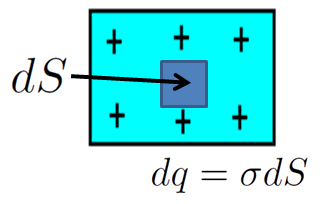 + + +
dS
+ + +
dq = σdS